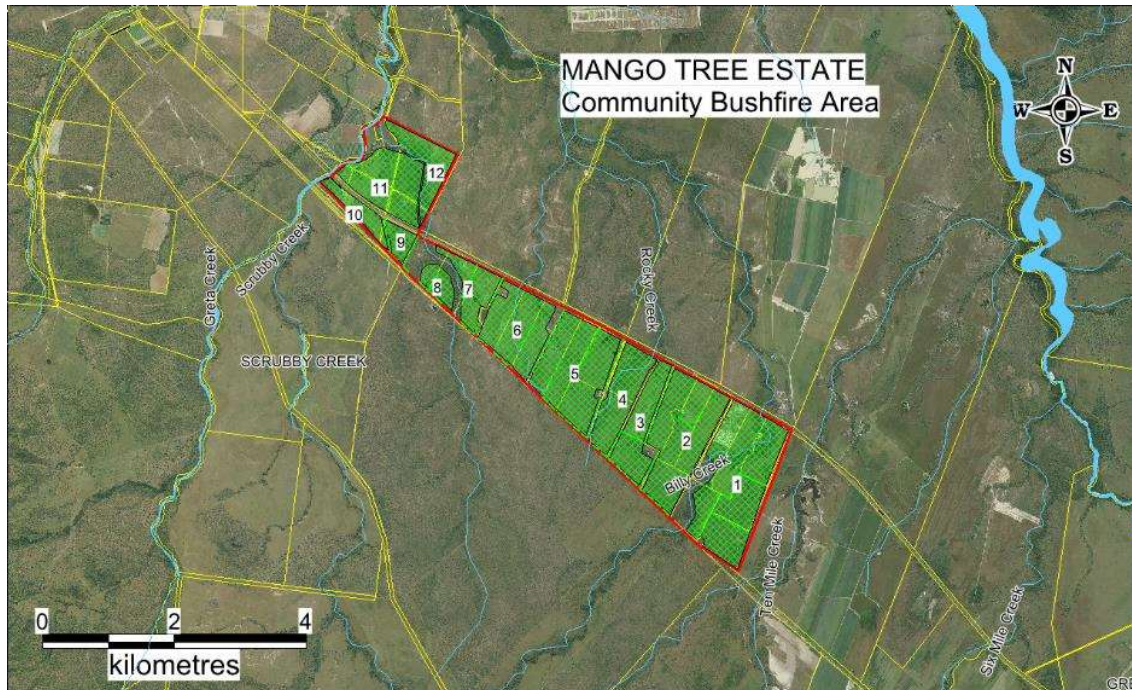 MANGO TREE ESTATE
Community Bushfire Area
N
W
E
S
12
11
10
9
8
7
6
5
4
3
2
1
Rocky Creek
Scrubby Creek
Greta Creek
SCRUBBY CREEK
Billy Creek
Ten Mile Creek
Six Mile Creek
0 2 4
kilometres
GRE